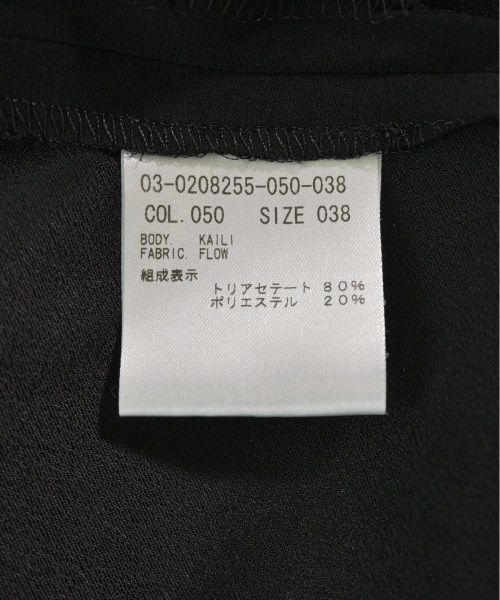 03-0208255-050-038
COL. 050 SIZE 038
BODY. KAILI
FABRIC. FLOW
組成表示
トリアセテート 80%
ポリエステル 20%